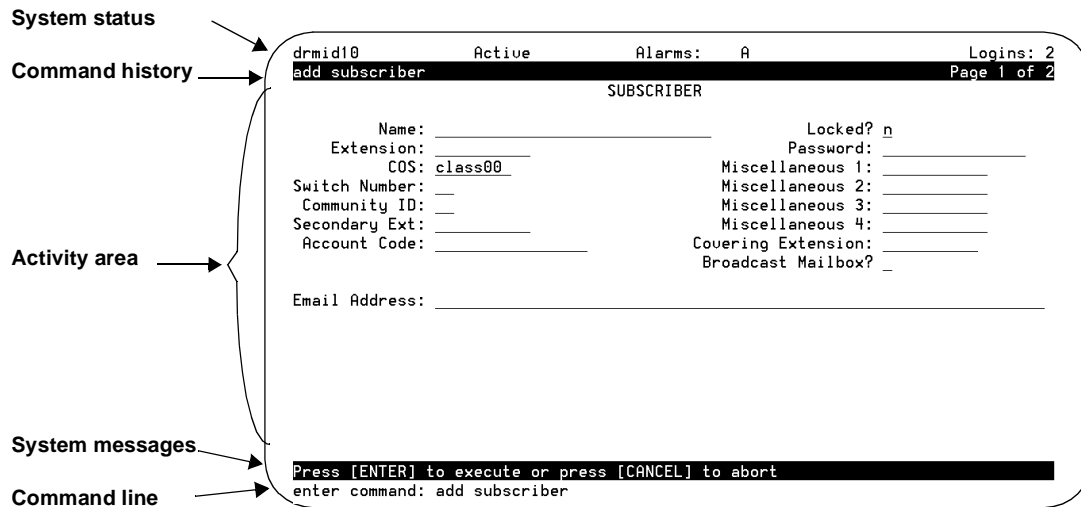 System status
drmid10 Active Alarms: A Logins: 2
Command history
add subscriber Page 1 of 2
SUBSCRIBER
Name: Locked? n
Extension: Password:
COS: class00 Miscellaneous 1:
Switch Number: Miscellaneous 2:
Community ID: Miscellaneous 3:
Secondary Ext: Miscellaneous 4:
Account Code: Covering Extension:
Activity area
Broadcast Mailbox?
Email Address:
System messages
Press [ENTER] to execute or press [CANCEL] to abort
Command line
enter command: add subscriber